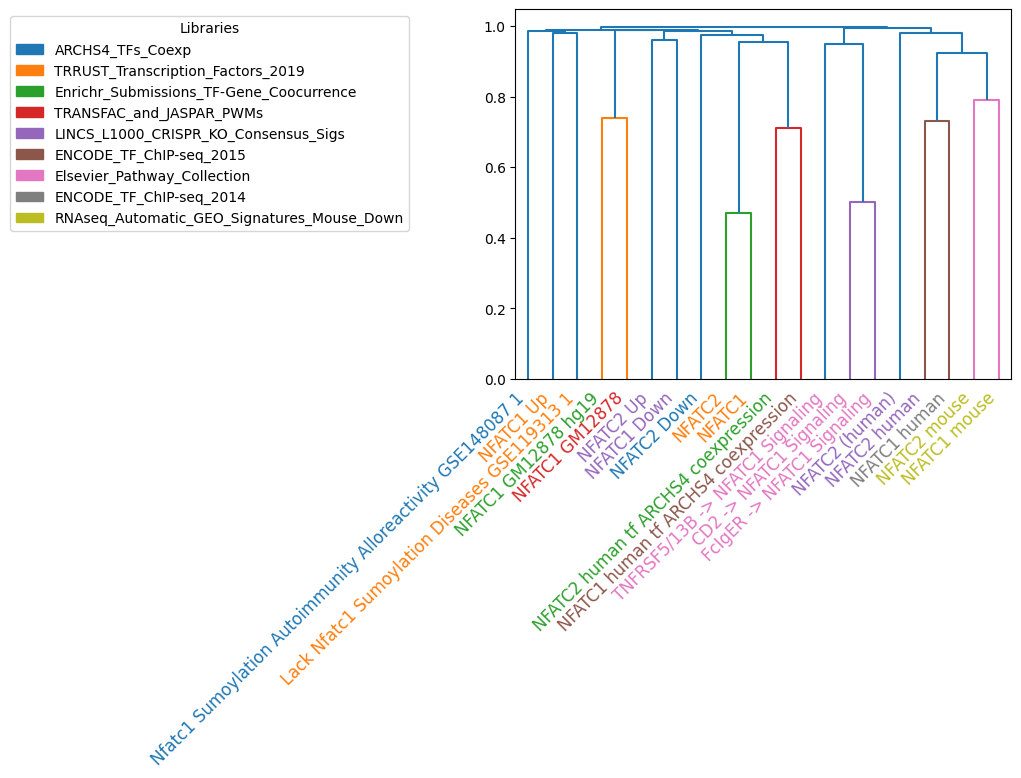 Libraries
ARCHS4_TFs_Coexp
TRRUST_Transcription_Factors_2019
Enrichr_Submissions_TF-Gene_Coocurrence
TRANSFAC_and_JASPAR_PWMs
LINCS_L1000_CRISPR_KO_Consensus_Sigs
ENCODE_TF_ChIP-seq_2015
Elsevier_Pathway_Collection
ENCODE_TF_ChIP-seq_2014
RNAseq_Automatic_GEO_Signatures_Mouse_Down
1.0
0.8
0.6
0.4
0.2
0.0
Nfatc1 Sumoylation Autoimmunity Alloreactivity GSE148087 1
NFATC1 Up
Lack Nfatc1 Sumoylation Diseases GSE119313 1
NFATC1 GM12878 hg19
NFATC1 GM12878
NFATC2 Up
NFATC1 Down
NFATC2 Down
NFATC2
NFATC1
NFATC2 human tf ARCHS4 coexpression
NFATC1 human tf ARCHS4 coexpression
TNFRSF5/13B -> NFATC1 Signaling
CD2 -> NFATC1 Signaling
FcIgER -> NFATC1 Signaling
NFATC2 (human)
NFATC2 human
NFATC1 human
NFATC2 mouse
NFATC1 mouse